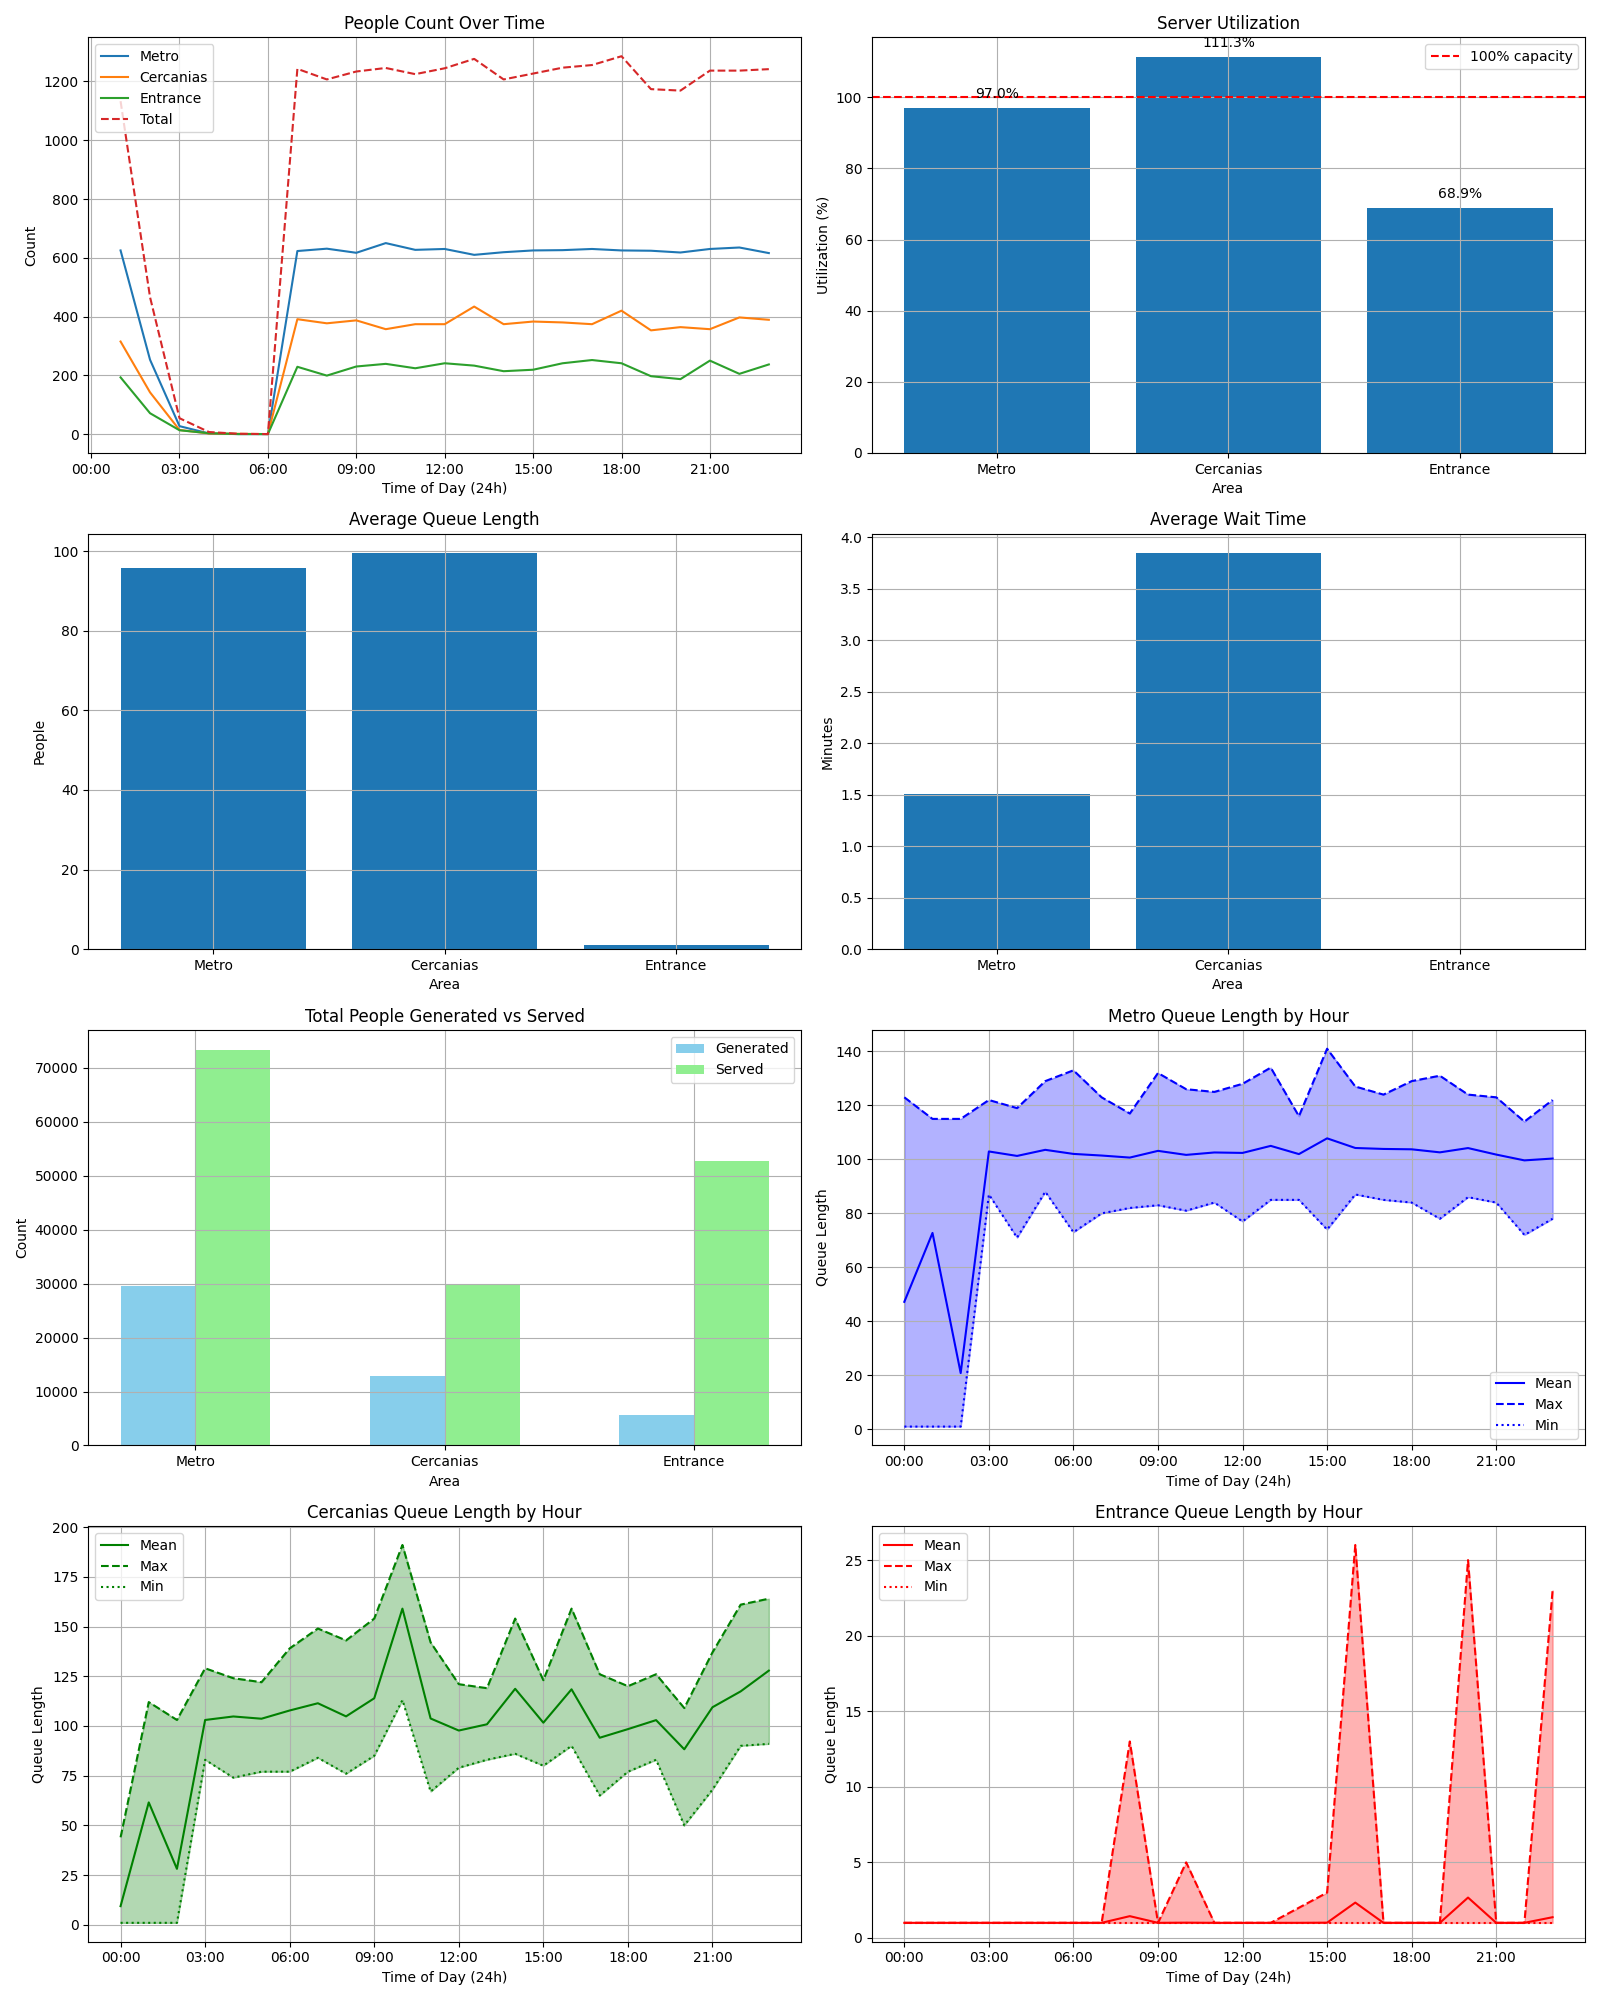 People Count Over Time
Metro
Cercanias
Entrance
Total
1200
1000
800
600
400
200
0
Count
00:00 03:00 06:00 09:00 12:00 15:00 18:00 21:00
Time of Day (24h)
Server Utilization
111.3%
97.0%
68.9%
100% capacity
100
80
60
40
20
0
Utilization (%)
Metro Cercanias Entrance
Area
Average Queue Length
100
80
60
40
20
0
People
Metro Cercanias Entrance
Area
Average Wait Time
4.0
3.5
3.0
2.5
2.0
1.5
1.0
0.5
0.0
Minutes
Metro Cercanias Entrance
Area
Total People Generated vs Served
Generated
Served
70000
60000
50000
40000
30000
20000
10000
0
Count
Metro Cercanias Entrance
Area
Metro Queue Length by Hour
140
120
100
80
60
40
20
0
Queue Length
Mean
Max
Min
00:00 03:00 06:00 09:00 12:00 15:00 18:00 21:00
Time of Day (24h)
Cercanias Queue Length by Hour
Mean
Max
Min
200
175
150
125
100
75
50
25
0
Queue Length
00:00 03:00 06:00 09:00 12:00 15:00 18:00 21:00
Time of Day (24h)
Entrance Queue Length by Hour
Mean
Max
Min
25
20
15
10
5
0
Queue Length
00:00 03:00 06:00 09:00 12:00 15:00 18:00 21:00
Time of Day (24h)